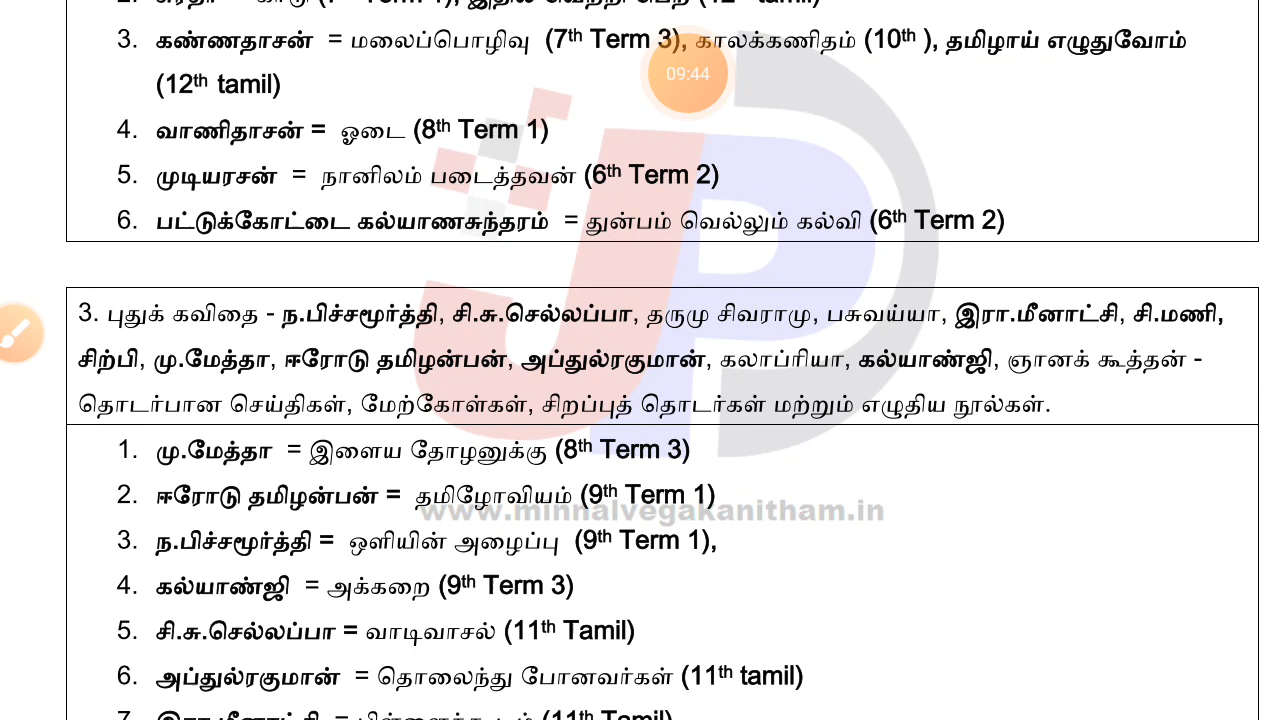 3. கண்ணதாசன் = மலைப்பொழிவு (7th Term 3), காலக்கணிதம் (10th ), தமிழாய் எழுதுவோம்
09:44
(12th tamil)
4. வாணிதாசன் = ஓடை (8th Term 1)
5. முடியரசன் = நானிலம் படைத்தவன் (6th Term 2)
6. பட்டுக்கோட்டை கல்யாணசுந்தரம் = துன்பம் வெல்லும் கல்வி (6th Term 2)
3. புதுக் கவிதை - ந.பிச்சமூர்த்தி, சி.சு.செல்லப்பா, தருமு சிவராமு, பசுவய்யா, இரா.மீனாட்சி, சி.மணி,
சிற்பி, மு.மேத்தா, ஈரோடு தமிழன்பன், அப்துல்ரகுமான், கலாப்ரியா, கல்யாண்ஜி, ஞானக் கூத்தன் -
தொடர்பான செய்திகள், மேற்கோள்கள், சிறப்புத் தொடர்கள் மற்றும் எழுதிய நூல்கள்.
1. மு.மேத்தா = இளைய தோழனுக்கு (8th Term 3)
2. ஈரோடு தமிழன்பன் = தமிழோவியம் (9th Term 1)
www.minnalvegakanitham.in
3. ந.பிச்சமூர்த்தி = ஒளியின் அழைப்பு (9th Term 1),
4. கல்யாண்ஜி = அக்கறை (9th Term 3)
5. சி.சு.செல்லப்பா = வாடிவாசல் (11th Tamil)
6. அப்துல்ரகுமான் = தொலைந்து போனவர்கள் (11th tamil)